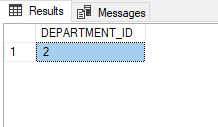 Results Messages
DEPARTMENT_ID
1 2